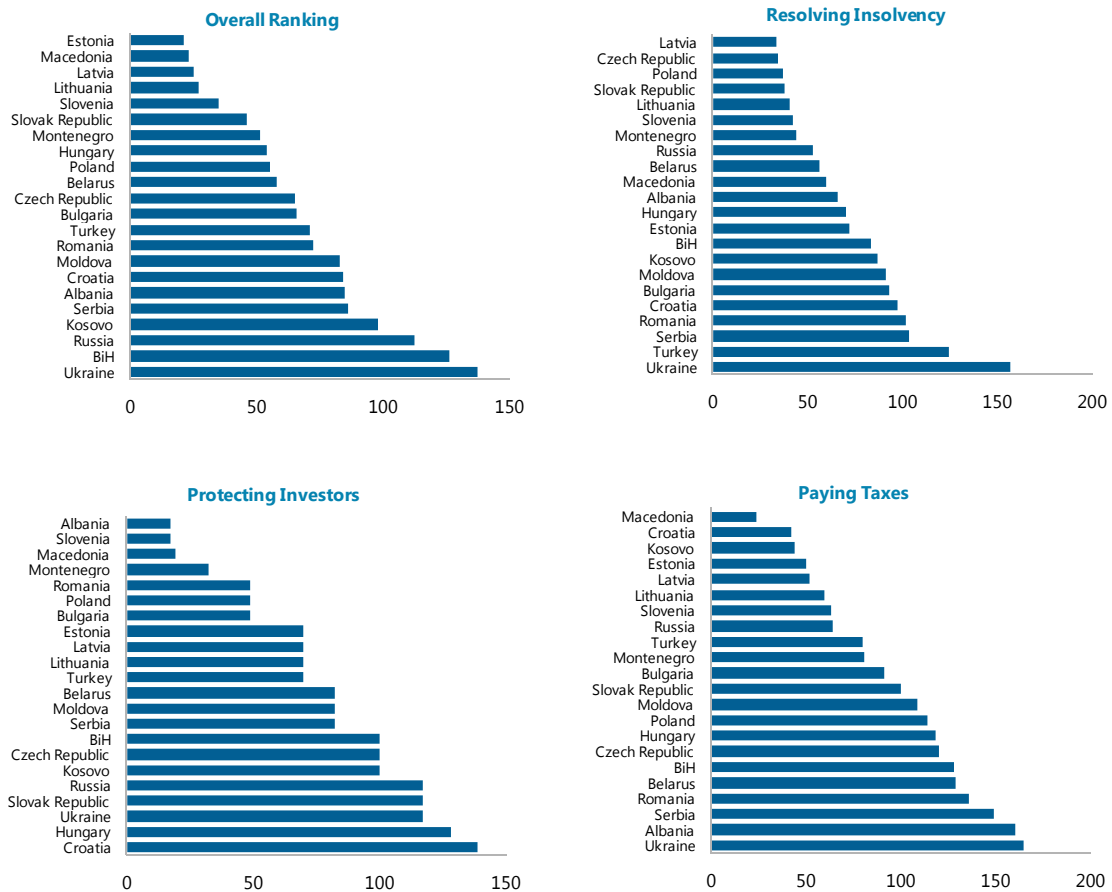 Overall Ranking
Estonia
Macedonia
Latvia
Lithuania
Slovenia
Slovak Republic
Montenegro
Hungary
Poland
Belarus
Czech Republic
Bulgaria
Turkey
Romania
Moldova
Croatia
Albania
Serbia
Kosovo
Russia
BiH
Ukraine
0 50 100 150
Resolving Insolvency
Latvia
Czech Republic
Poland
Slovak Republic
Lithuania
Slovenia
Montenegro
Russia
Belarus
Macedonia
Albania
Hungary
Estonia
BiH
Kosovo
Moldova
Bulgaria
Croatia
Romania
Serbia
Turkey
Ukraine
0 50 100 150 200
Protecting Investors
Albania
Slovenia
Macedonia
Montenegro
Romania
Poland
Bulgaria
Estonia
Latvia
Lithuania
Turkey
Belarus
Moldova
Serbia
BiH
Czech Republic
Kosovo
Russia
Slovak Republic
Ukraine
Hungary
Croatia
0 50 100 150
Paying Taxes
Macedonia
Croatia
Kosovo
Estonia
Latvia
Lithuania
Slovenia
Russia
Turkey
Montenegro
Bulgaria
Slovak Republic
Moldova
Poland
Hungary
Czech Republic
BiH
Belarus
Romania
Serbia
Albania
Ukraine
0 50 100 150 200